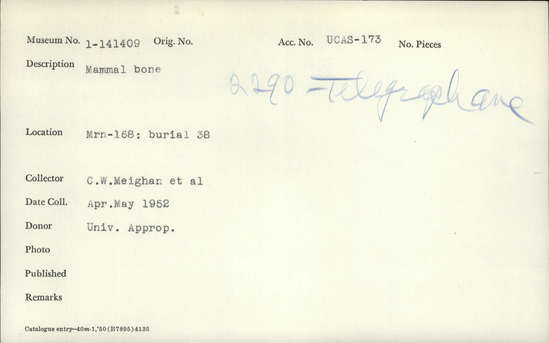 Museum No. 1-141409 Orig. No. Acc. No. UCAS-173 No. Pieces
Description Mammal bone
2290 - Telegraph ave
Location Mrn-168: burial 38
Collector C.W.Meighan et al
Date Coll. Apr.May 1952
Donor Univ. Approp.
Photo
Published
Remarks
Catalogue entry—40m-1,'50(B7895)4135